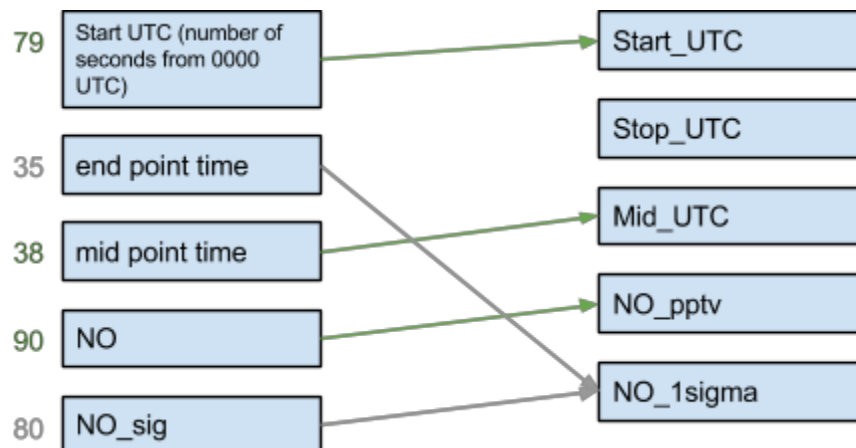 79
Start UTC (number of
seconds from 0000
UTC)
Start_UTC
Stop_UTC
35
end point time
Mid_UTC
38
mid point time
NO_pptv
90
NO
NO_1sigma
80
NO_sig